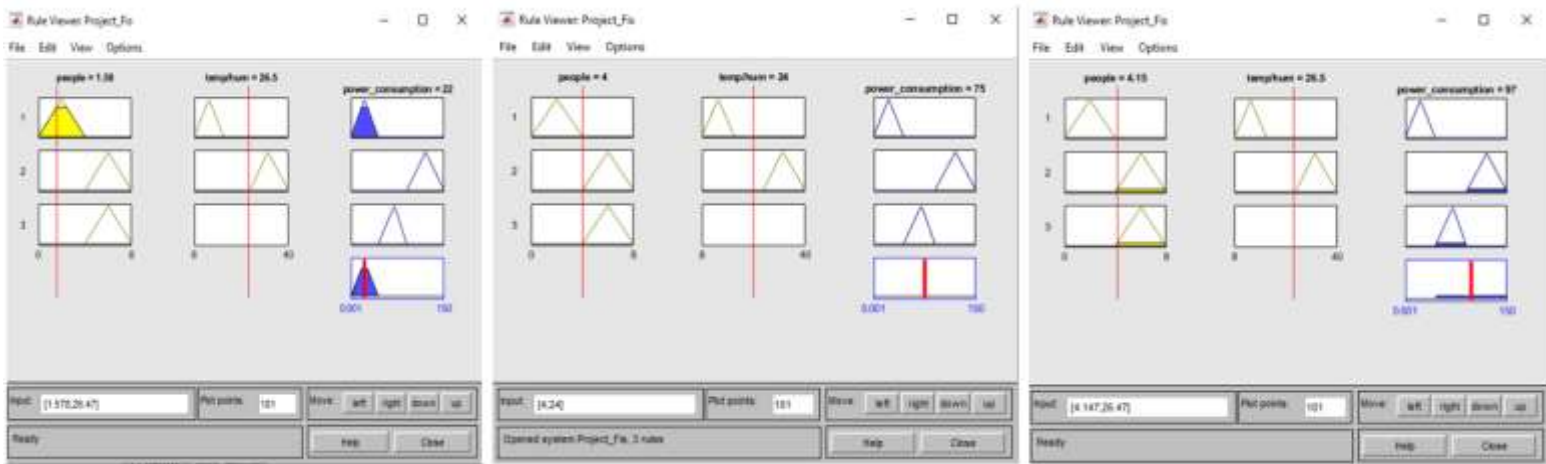 Rule Viewer: Project_Fis
File Edit View Options
people = 1.58
temp/hum = 26.5
power_consumption = 22
1
2
3
0
40
0.001
150
Input: [1.578,26.47]
Plot points: 101
Move: left right down up
Ready
Help Close
Rule Viewer: Project_Fis
File Edit View Options
people = 4
power_consumption = 75
1
2
3
0
8
0
40
0.001
150
Input: [4,24]
Plot points: 101
Move: left right down up
Opened system Project_Fis, 3 rules
Help Close
Rule Viewer: Project_Fis
File Edit View Options
people = 4.15
temp/hum = 26.5
power_consumption = 97
1
2
3
0
8
40
0.001
150
Input: [4.147,26.47]
Plot points: 101
Move: left right down up
Ready
Help Close